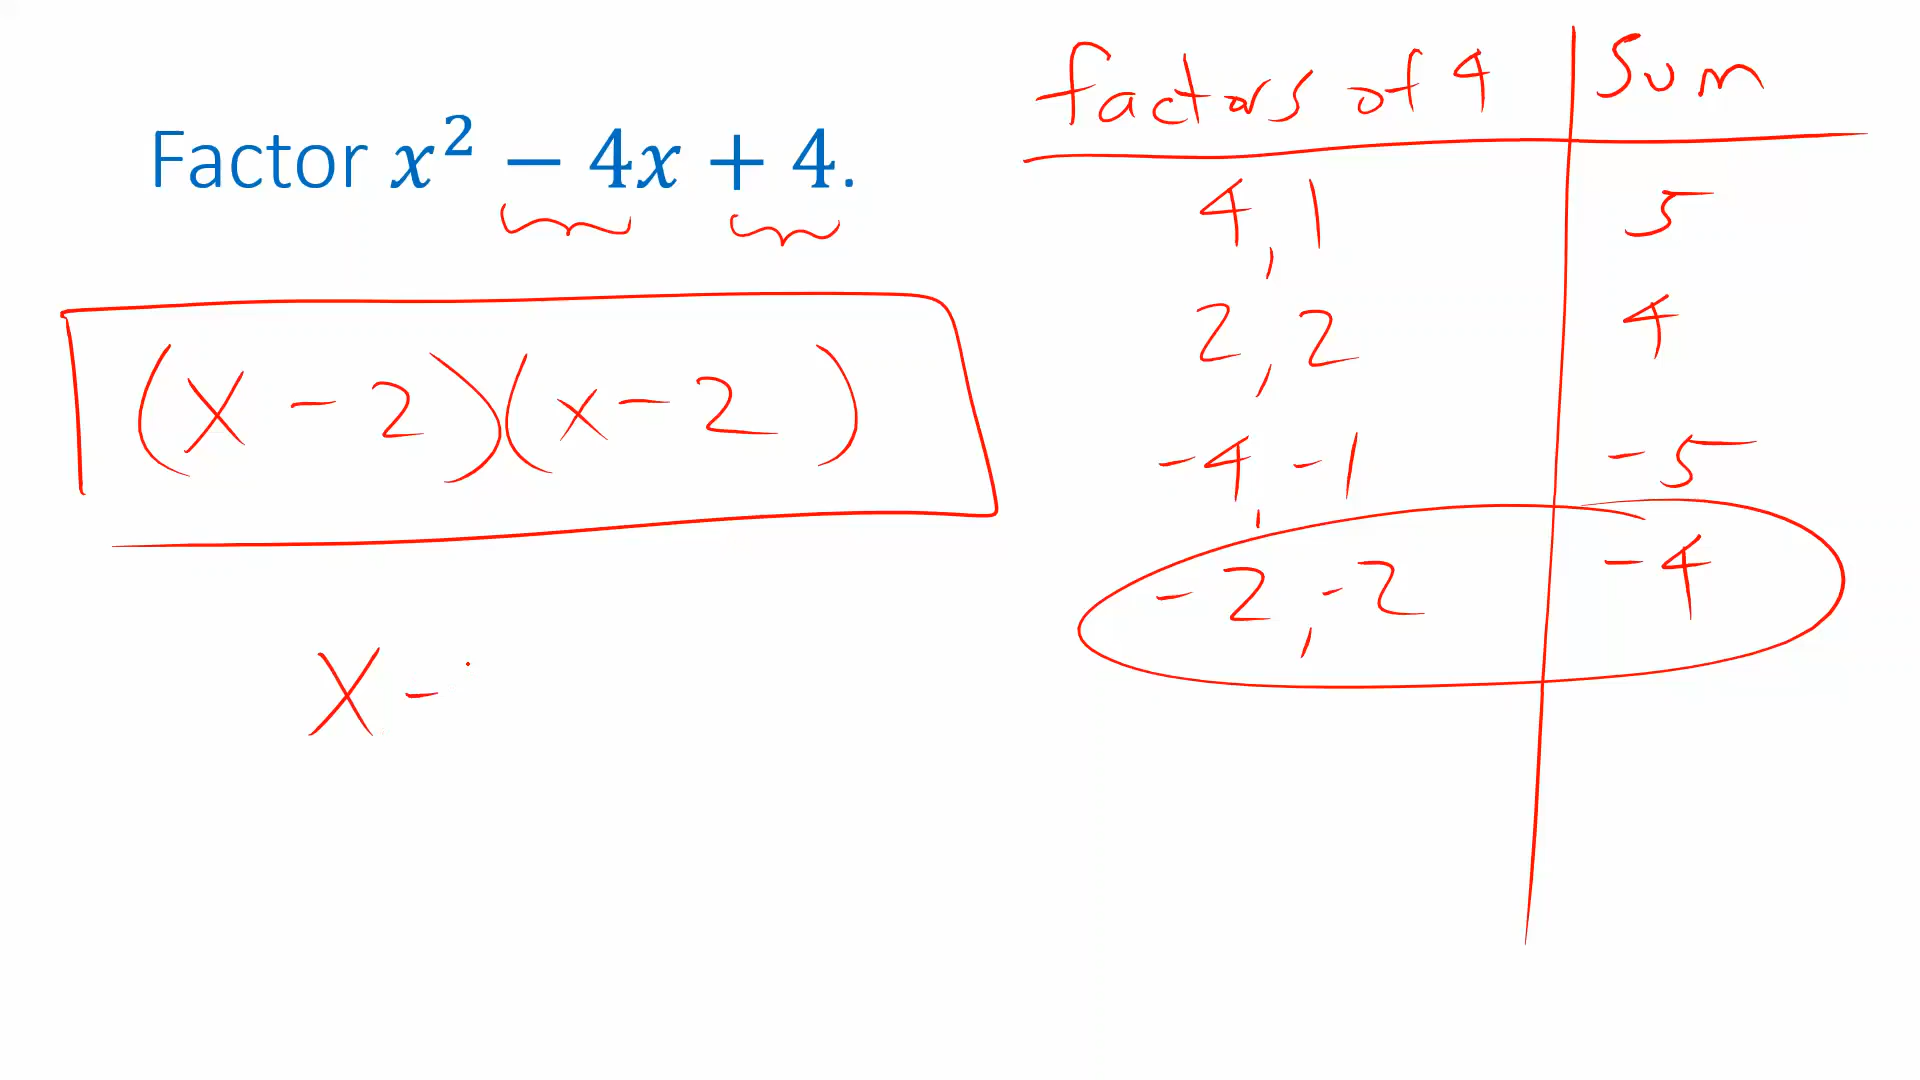 Factor x² − 4x + 4.
(x - 2)(x - 2)
x -
factors of 4 | Sum
4, 1 | 5
2, 2 | 4
-4, -1 | -5
-2, -2 | -4